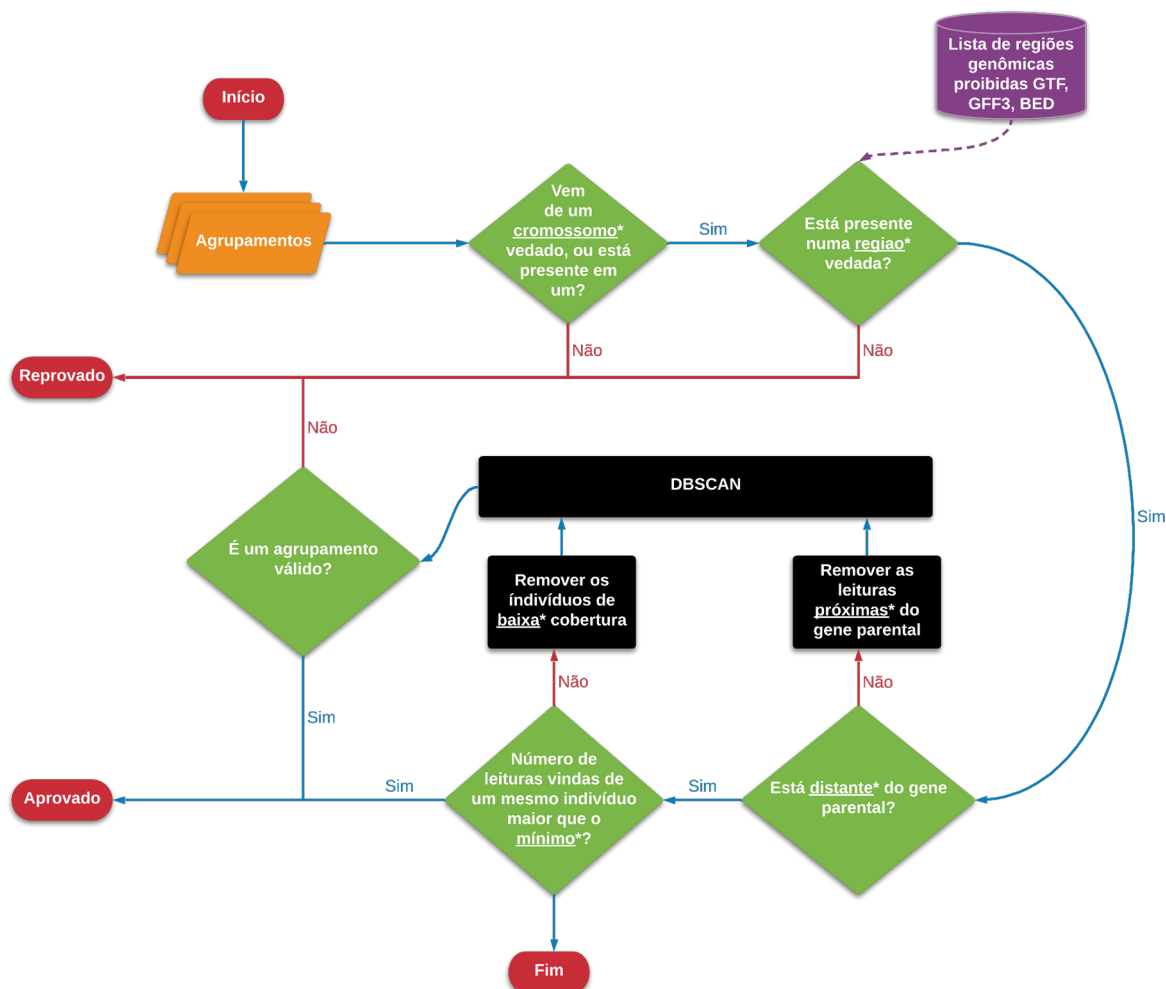 Lista de regiões
genômicas
proibidas GTF,
GFF3, BED
Início
Agrupamentos
Vem
de um
cromossomo*
vedado, ou está
presente em
um?
Sim
Está presente
numa regiao*
vedada?
Não
Não
Reprovado
Não
Sim
DBSCAN
É um agrupamento
válido?
Remover os
índivíduos de
baixa* cobertura
Remover as
leituras
próximas* do
gene parental
Não
Não
Sim
Número de
leituras vindas de
um mesmo indivíduo
maior que o
mínimo*?
Sim
Sim
Está distante* do gene
parental?
Aprovado
Fim